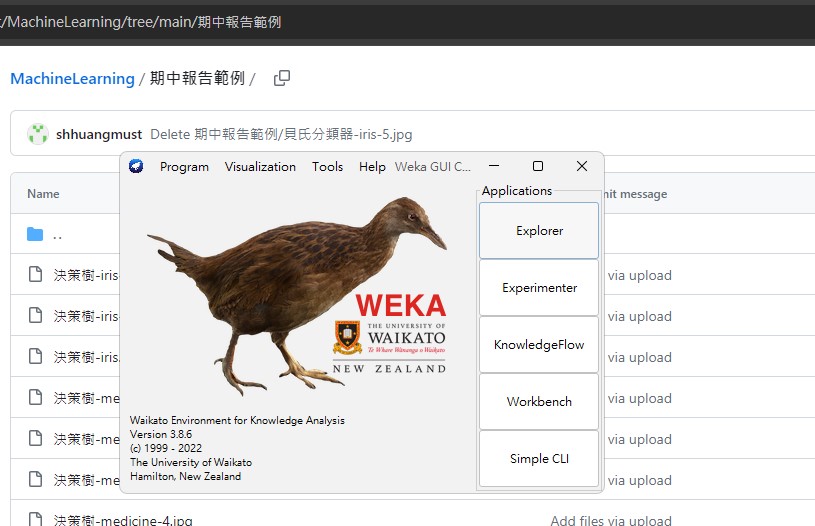 /MachineLearning/tree/main/期中報告範例
MachineLearning / 期中報告範例 /
shhuangmust Delete 期中報告範例/貝氏分類器-iris-5.jpg
Program Visualization Tools Help Weka GUI C...
Applications
Name
Explorer
..
Experimenter
決策樹-iris
via upload
決策樹-iris
via upload
KnowledgeFlow
決策樹-iris
via upload
Workbench
決策樹-me
via upload
決策樹-me
via upload
Simple CLI
決策樹-me
via upload
WEKA
THE UNIVERSITY OF
WAIKATO
Te Whare Wānanga o Waikato
NEW ZEALAND
Waikato Environment for Knowledge Analysis
Version 3.8.6
(c) 1999 - 2022
The University of Waikato
Hamilton, New Zealand
決策樹-medicine-4.jpg
Add files via upload